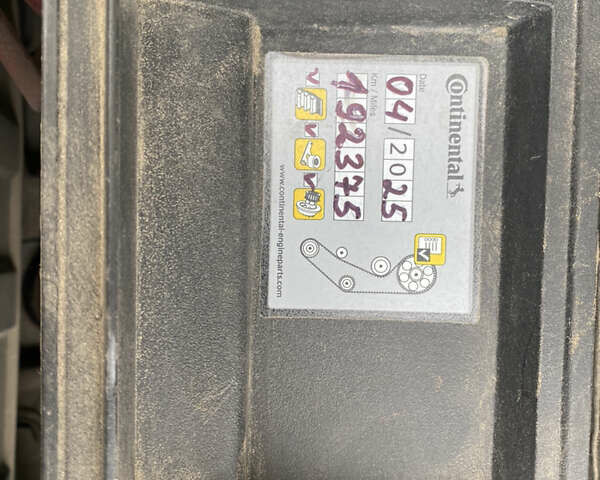 Continental
Date
04/2025
Km / Miles
192375
www.continental-engineparts.com